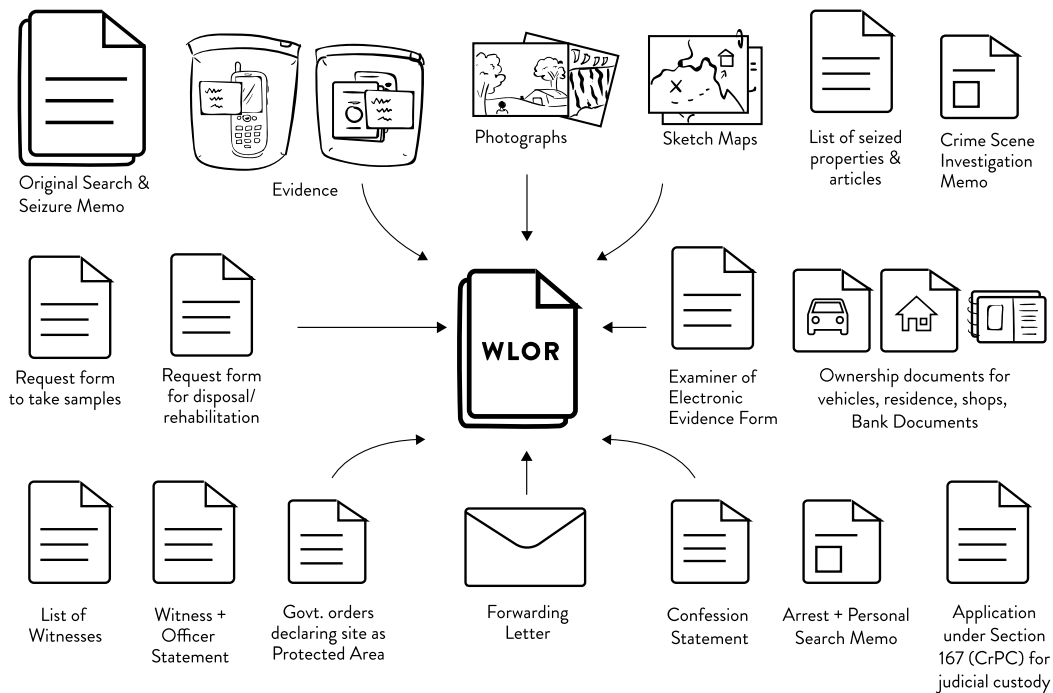 Original Search &
Seizure Memo
Evidence
Photographs
Sketch Maps
List of seized
properties &
articles
Crime Scene
Investigation
Memo
Request form
to take samples
Request form
for disposal/
rehabilitation
WLOR
Examiner of
Electronic
Evidence Form
Ownership documents for
vehicles, residence, shops,
Bank Documents
List of
Witnesses
Witness +
Officer
Statement
Govt. orders
declaring site as
Protected Area
Forwarding
Letter
Confession
Statement
Arrest + Personal
Search Memo
Application
under Section
167 (CrPC) for
judicial custody